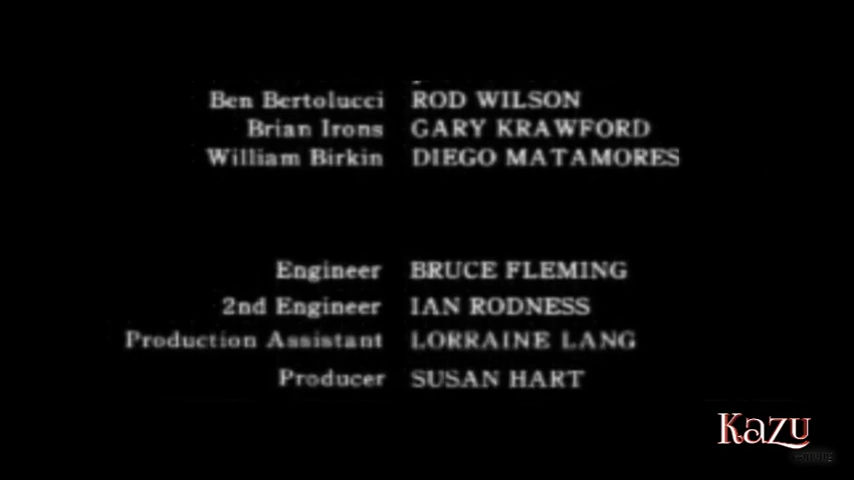 Ben Bertolucci ROD WILSON
Brian Irons GARY KRAWFORD
William Birkin DIEGO MATAMORES
Engineer BRUCE FLEMING
2nd Engineer IAN RODNESS
Production Assistant LORRAINE LANG
Producer SUSAN HART
Kazu